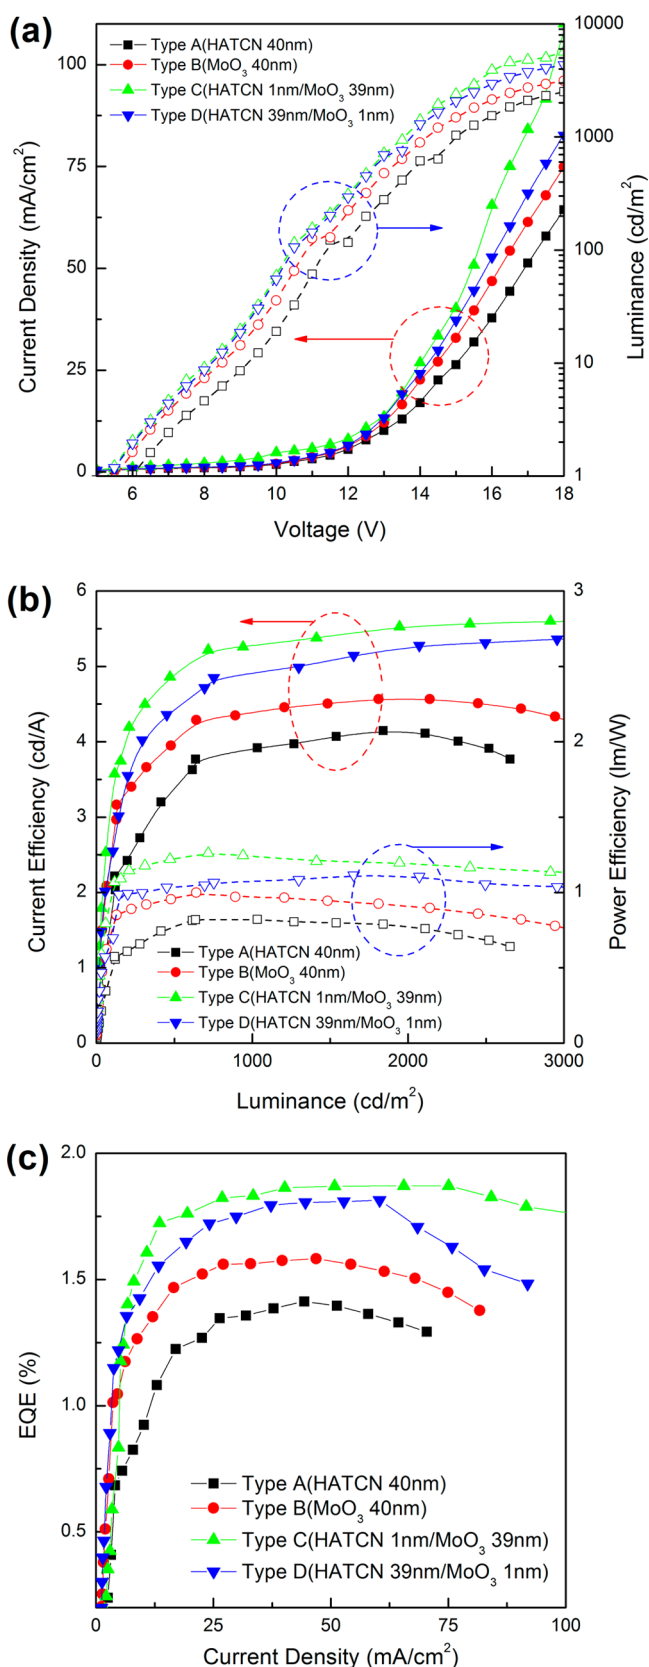 (a)
Type A(HATCN 40nm)
Type B(MoO3 40nm)
Type C(HATCN 1nm/MoO3 39nm)
Type D(HATCN 39nm/MoO3 1nm)
100
75
50
25
0
Current Density (mA/cm2)
10000
1000
100
10
1
Luminance (cd/m2)
6 8 10 12 14 16 18
Voltage (V)
(b)
6
5
4
3
2
1
0
Current Efficiency (cd/A)
3
2
1
0
Power Efficiency (lm/W)
Type A(HATCN 40nm)
Type B(MoO3 40nm)
Type C(HATCN 1nm/MoO3 39nm)
Type D(HATCN 39nm/MoO3 1nm)
0 1000 2000 3000
Luminance (cd/m2)
(c)
2.0
1.5
1.0
0.5
EQE (%)
Type A(HATCN 40nm)
Type B(MoO3 40nm)
Type C(HATCN 1nm/MoO3 39nm)
Type D(HATCN 39nm/MoO3 1nm)
0 25 50 75 100
Current Density (mA/cm2)